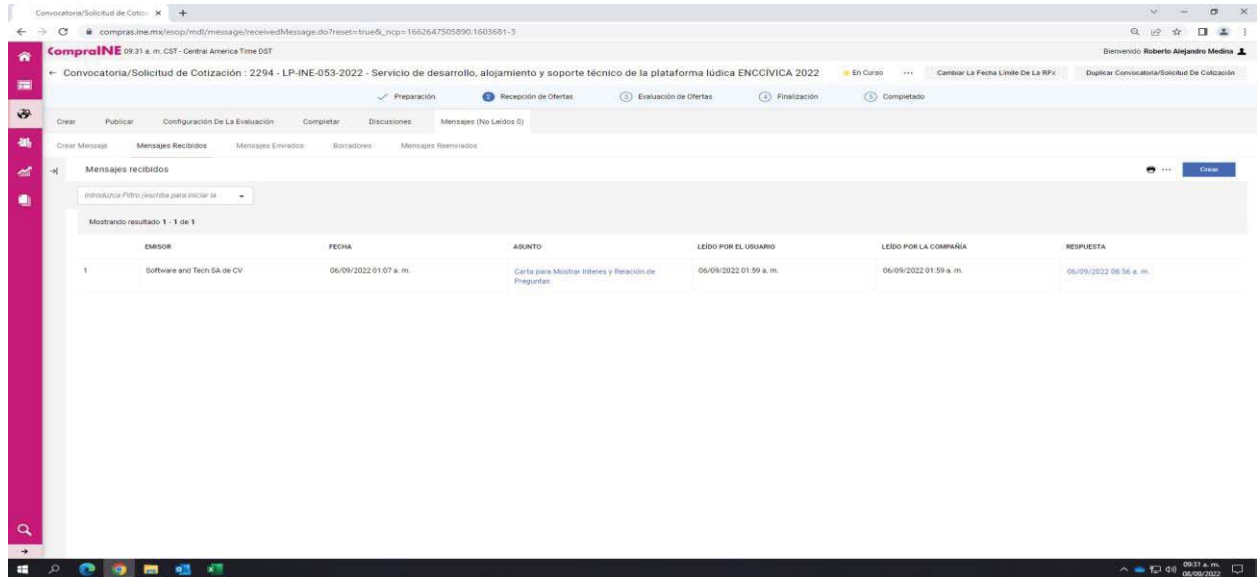 Convocatoria/Solicitud de Cotiz
compras.ine.mx/esop/mdl/message/receivedMessage.do?reset=true&_ncp=1662647505890.1603681-3
CompraINE 09:31 a. m. CST - Central America Time DST
Bienvenido Roberto Alejandro Medina
← Convocatoria/Solicitud de Cotización : 2294 - LP-INE-053-2022 - Servicio de desarrollo, alojamiento y soporte técnico de la plataforma lúdica ENCCÍVICA 2022
En Curso ... Cambiar La Fecha Límite De La RFx Duplicar Convocatoria/Solicitud De Cotización
Preparación 2 Recepción de Ofertas 3 Evaluación de Ofertas 4 Finalización 5 Completado
Crear Publicar Configuración De La Evaluación Completar Discusiones Mensajes (No Leídos 0)
Crear Mensaje Mensajes Recibidos Mensajes Enviados Borradores Mensajes Reenviados
Mensajes recibidos ... Crear
Introduzca Filtro (escriba para iniciar la
Mostrando resultado 1 - 1 de 1
EMISOR FECHA ASUNTO LEÍDO POR EL USUARIO LEÍDO POR LA COMPAÑÍA RESPUESTA
1 Software and Tech SA de CV 06/09/2022 01:07 a. m. Carta para Mostrar Interes y Relación de 06/09/2022 01:59 a. m. 06/09/2022 01:59 a. m. 06/09/2022 08:56 a. m.
Preguntas
09:31 a. m.
08/09/2022